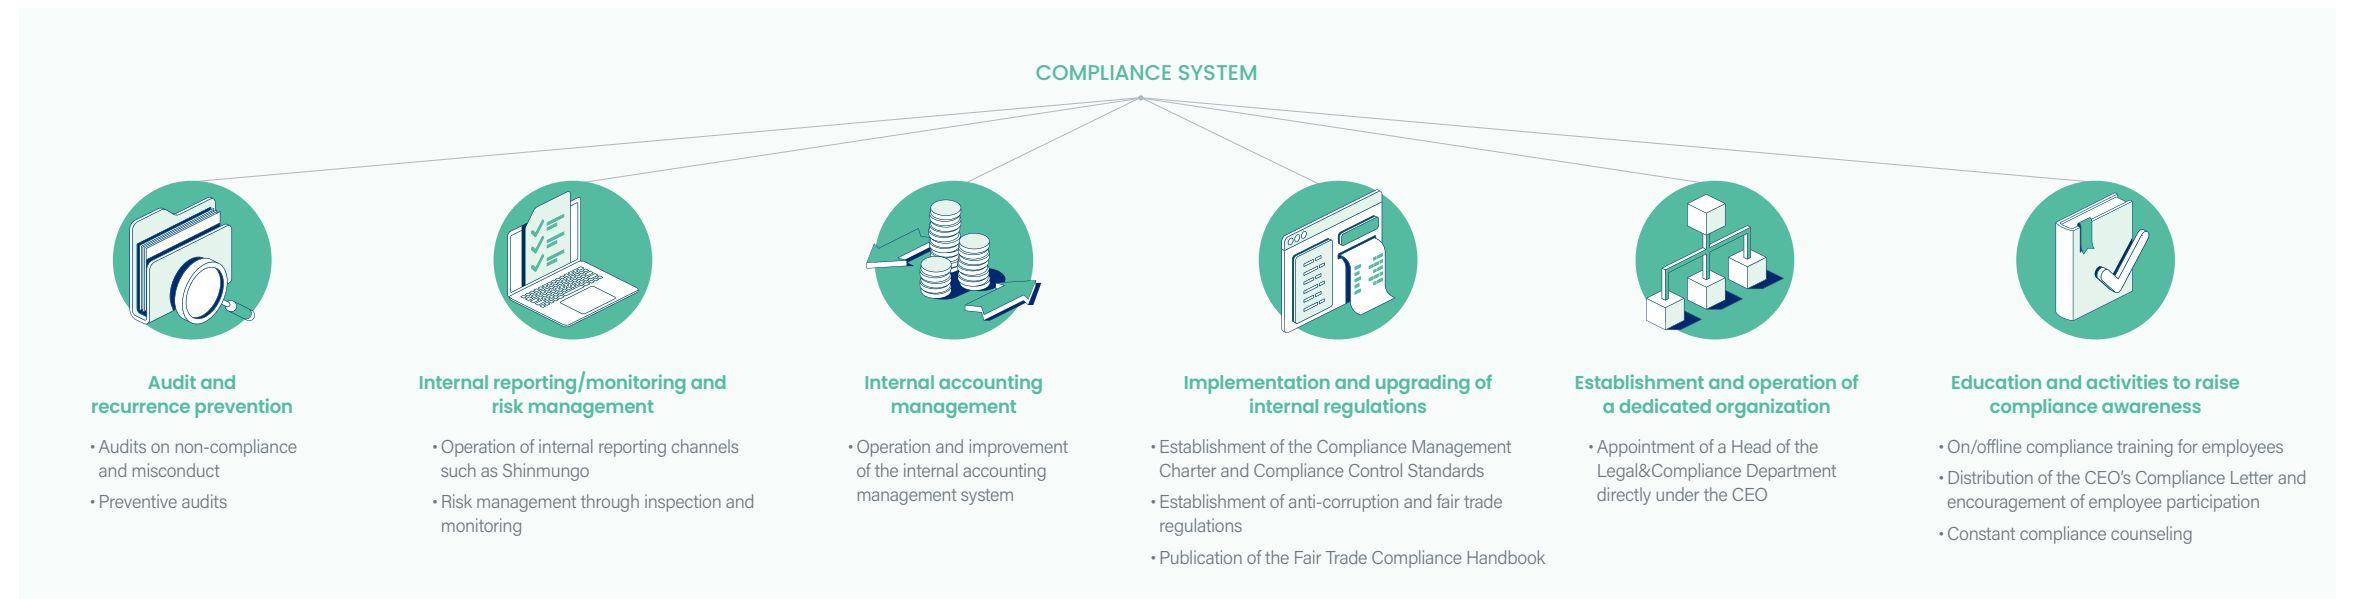 COMPLIANCE SYSTEM
Audit and
recurrence prevention
• Audits on non-compliance
and misconduct
• Preventive audits
Internal reporting/monitoring and
risk management
• Operation of internal reporting channels
such as Shinmungo
• Risk management through inspection and
monitoring
Internal accounting
management
• Operation and improvement
of the internal accounting
management system
Implementation and upgrading of
internal regulations
• Establishment of the Compliance Management
Charter and Compliance Control Standards
• Establishment of anti-corruption and fair trade
regulations
• Publication of the Fair Trade Compliance Handbook
Establishment and operation of
a dedicated organization
• Appointment of a Head of the
Legal&Compliance Department
directly under the CEO
Education and activities to raise
compliance awareness
• On/offline compliance training for employees
• Distribution of the CEO’s Compliance Letter and
encouragement of employee participation
• Constant compliance counseling